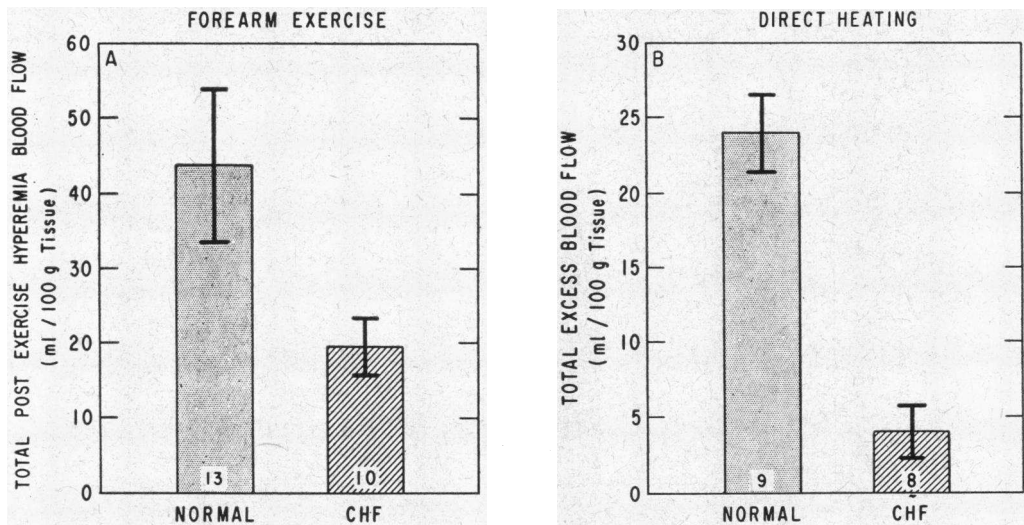 FOREARM EXERCISE
A
TOTAL POST EXERCISE HYPEREMIA BLOOD FLOW
(ml / 100 g Tissue)
60
50
40
30
20
10
0
13
10
NORMAL
CHF
DIRECT HEATING
B
TOTAL EXCESS BLOOD FLOW
(ml / 100 g Tissue)
30
25
20
15
10
5
0
9
8
NORMAL
CHF